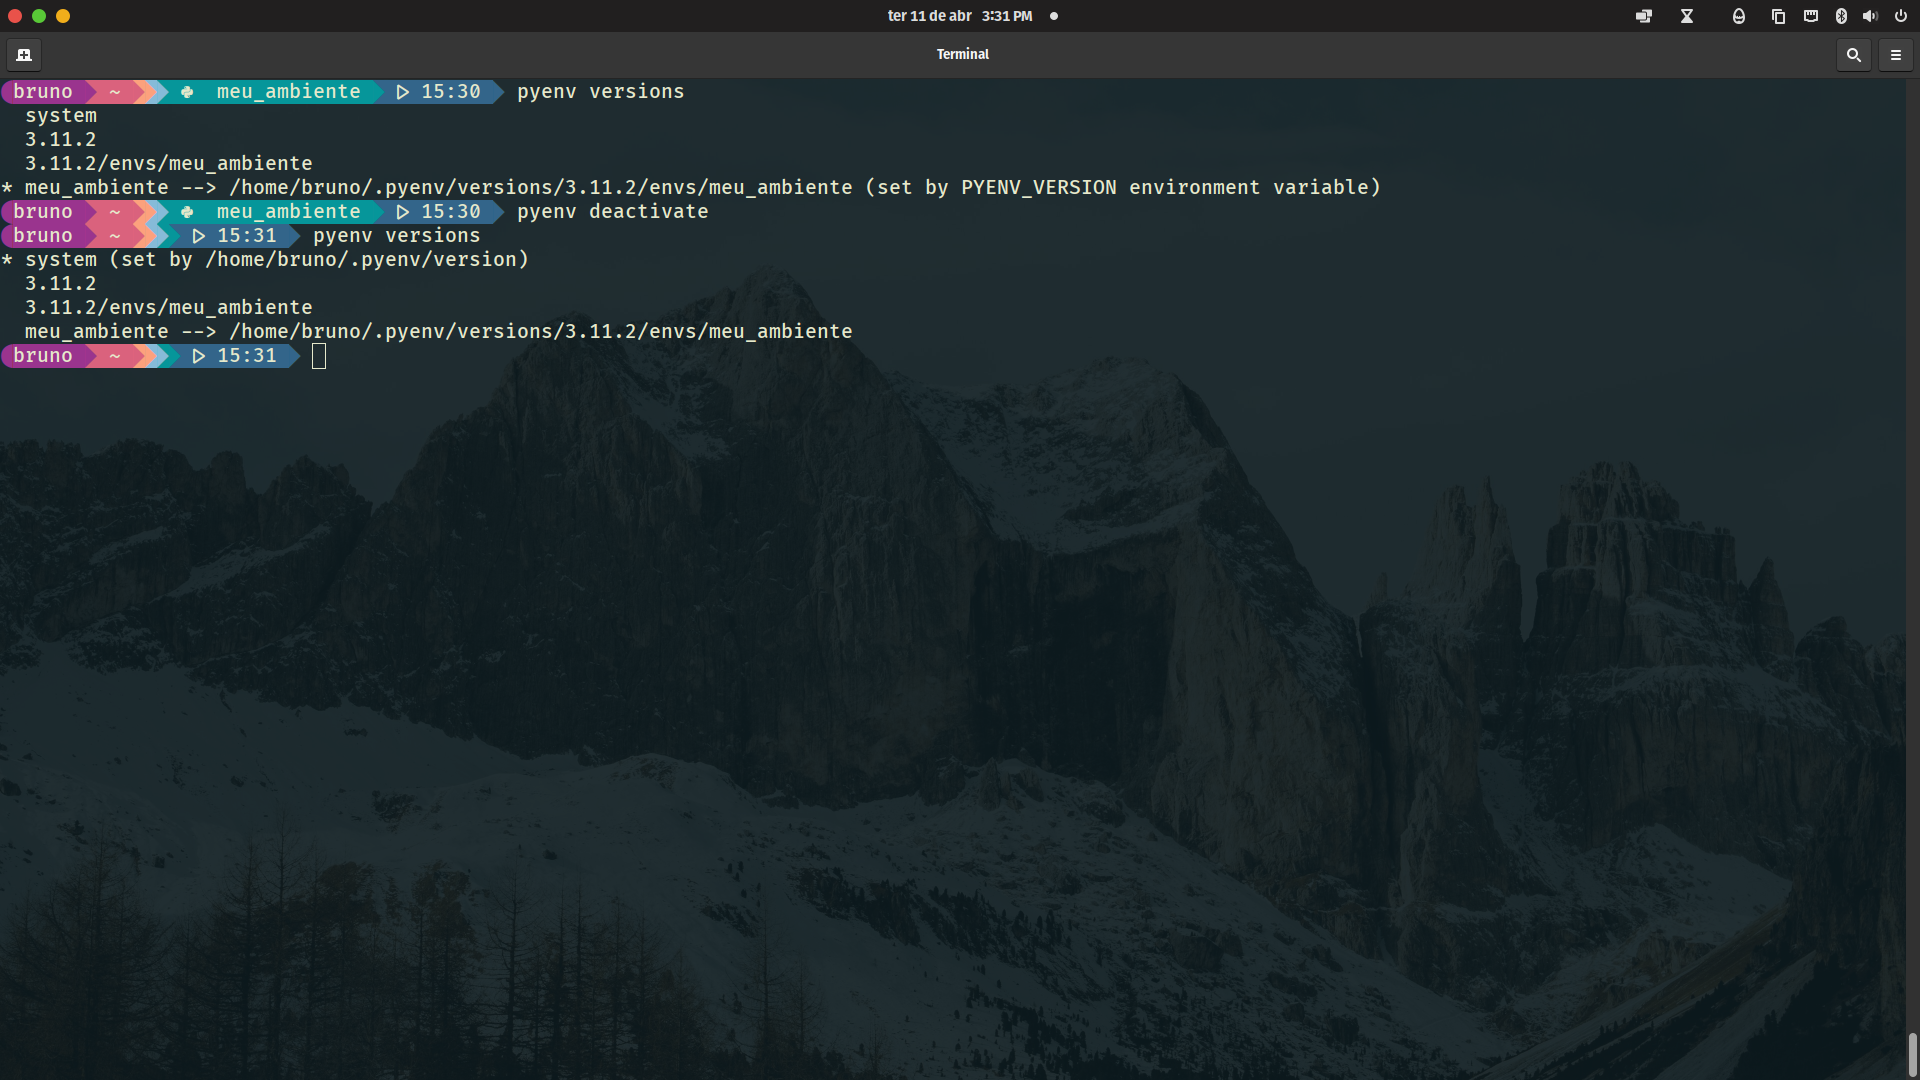 ter 11 de abr 3:31 PM
Terminal
bruno ~ meu_ambiente 15:30 pyenv versions
system
3.11.2
3.11.2/envs/meu_ambiente
* meu_ambiente --> /home/bruno/.pyenv/versions/3.11.2/envs/meu_ambiente (set by PYENV_VERSION environment variable)
bruno ~ meu_ambiente 15:30 pyenv deactivate
bruno ~ 15:31 pyenv versions
* system (set by /home/bruno/.pyenv/version)
3.11.2
3.11.2/envs/meu_ambiente
meu_ambiente --> /home/bruno/.pyenv/versions/3.11.2/envs/meu_ambiente
bruno ~ 15:31